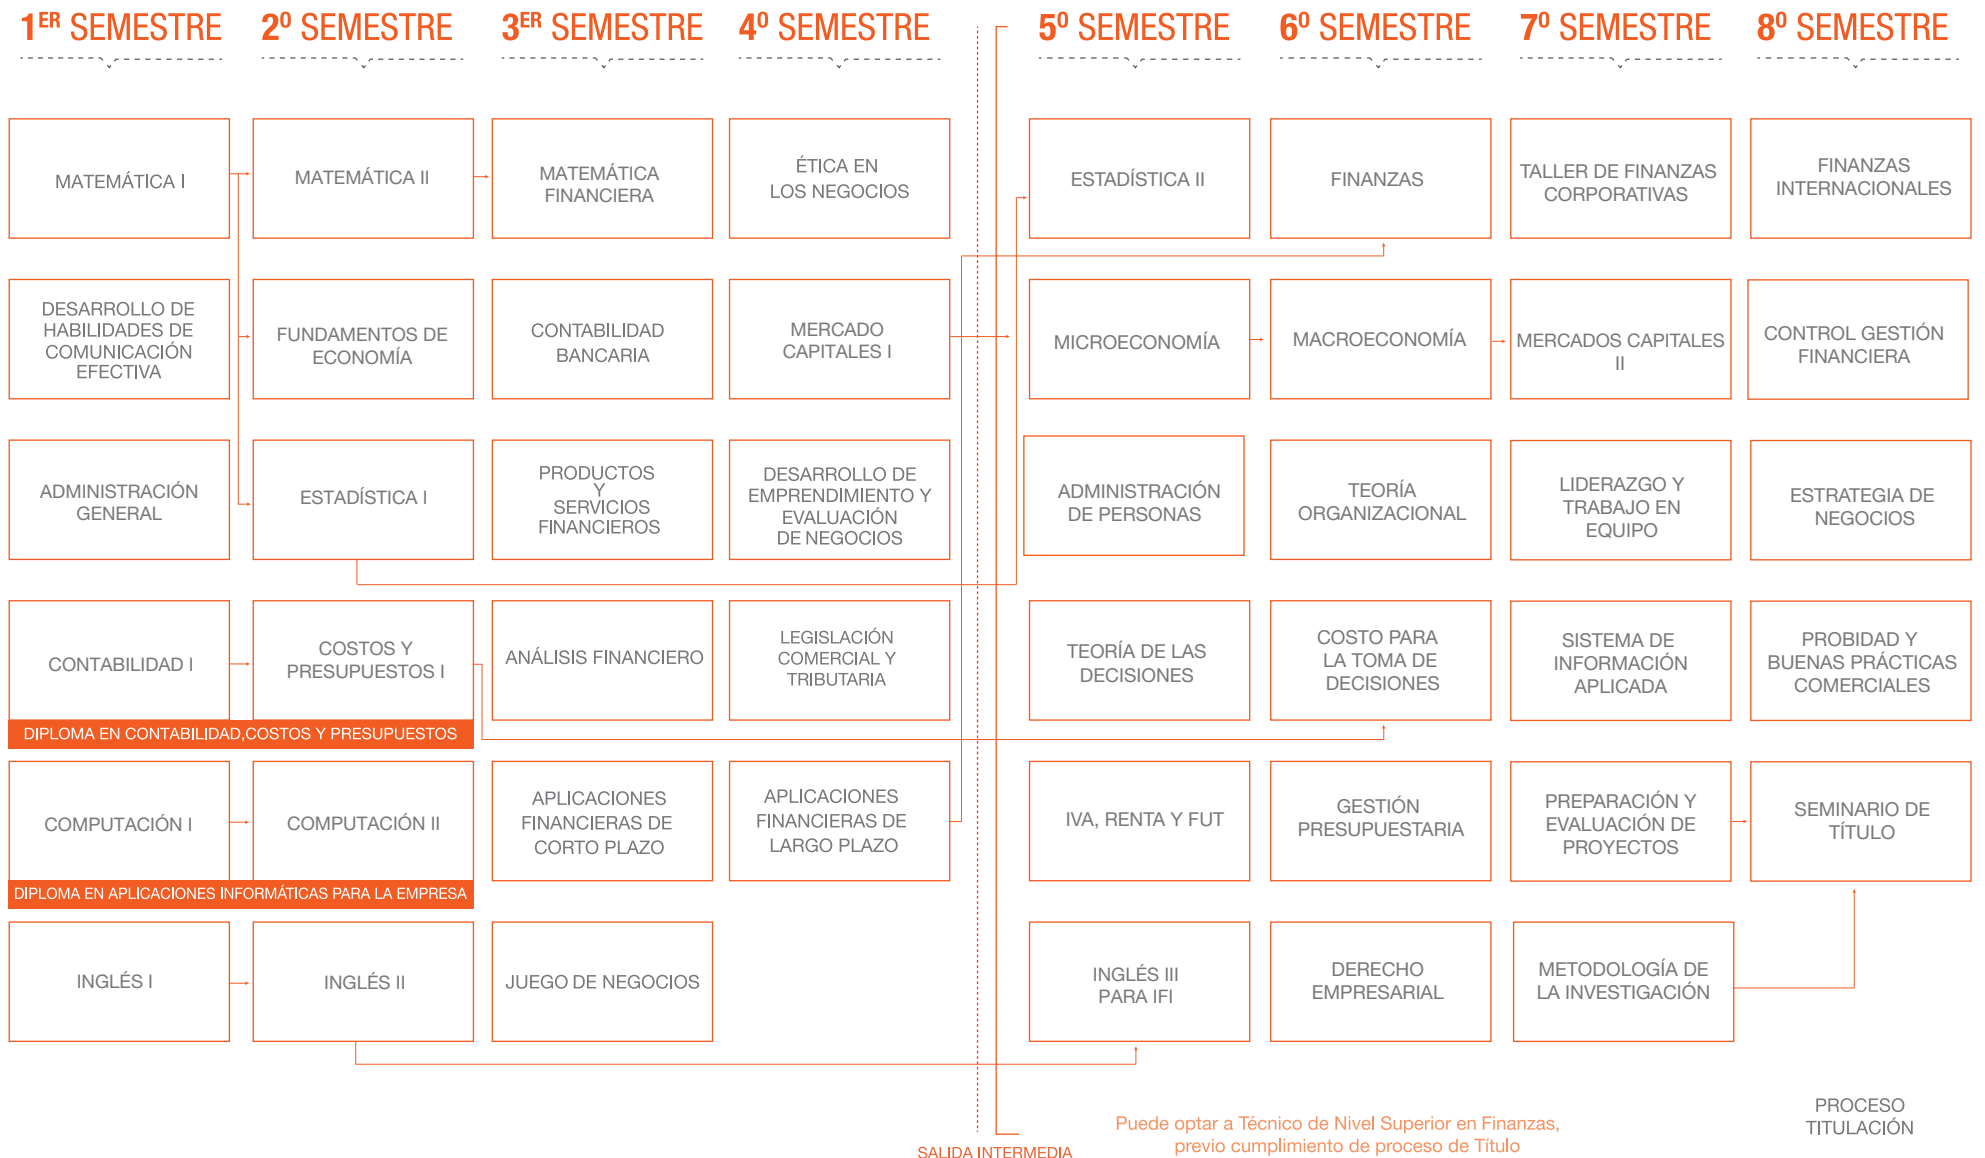 1ER SEMESTRE
2º SEMESTRE
3ER SEMESTRE
4º SEMESTRE
5º SEMESTRE
6º SEMESTRE
7º SEMESTRE
8º SEMESTRE
MATEMÁTICA I
MATEMÁTICA II
MATEMÁTICA
FINANCIERA
ÉTICA EN
LOS NEGOCIOS
ESTADÍSTICA II
FINANZAS
TALLER DE FINANZAS
CORPORATIVAS
FINANZAS
INTERNACIONALES
DESARROLLO DE
HABILIDADES DE
COMUNICACIÓN
EFECTIVA
FUNDAMENTOS DE
ECONOMÍA
CONTABILIDAD
BANCARIA
MERCADO
CAPITALES I
MICROECONOMÍA
MACROECONOMÍA
MERCADOS CAPITALES
II
CONTROL GESTIÓN
FINANCIERA
ADMINISTRACIÓN
GENERAL
ESTADÍSTICA I
PRODUCTOS
Y
SERVICIOS
FINANCIEROS
DESARROLLO DE
EMPRENDIMIENTO Y
EVALUACIÓN
DE NEGOCIOS
ADMINISTRACIÓN
DE PERSONAS
TEORÍA
ORGANIZACIONAL
LIDERAZGO Y
TRABAJO EN
EQUIPO
ESTRATEGIA DE
NEGOCIOS
CONTABILIDAD I
COSTOS Y
PRESUPUESTOS I
ANÁLISIS FINANCIERO
LEGISLACIÓN
COMERCIAL Y
TRIBUTARIA
TEORÍA DE LAS
DECISIONES
COSTO PARA
LA TOMA DE
DECISIONES
SISTEMA DE
INFORMACIÓN
APLICADA
PROBIDAD Y
BUENAS PRÁCTICAS
COMERCIALES
DIPLOMA EN CONTABILIDAD,COSTOS Y PRESUPUESTOS
COMPUTACIÓN I
COMPUTACIÓN II
APLICACIONES
FINANCIERAS DE
CORTO PLAZO
APLICACIONES
FINANCIERAS DE
LARGO PLAZO
IVA, RENTA Y FUT
GESTIÓN
PRESUPUESTARIA
PREPARACIÓN Y
EVALUACIÓN DE
PROYECTOS
SEMINARIO DE
TÍTULO
DIPLOMA EN APLICACIONES INFORMÁTICAS PARA LA EMPRESA
INGLÉS I
INGLÉS II
JUEGO DE NEGOCIOS
INGLÉS III
PARA IFI
DERECHO
EMPRESARIAL
METODOLOGÍA DE
LA INVESTIGACIÓN
PROCESO
TITULACIÓN
Puede optar a Técnico de Nivel Superior en Finanzas,
previo cumplimiento de proceso de Título
SALIDA INTERMEDIA